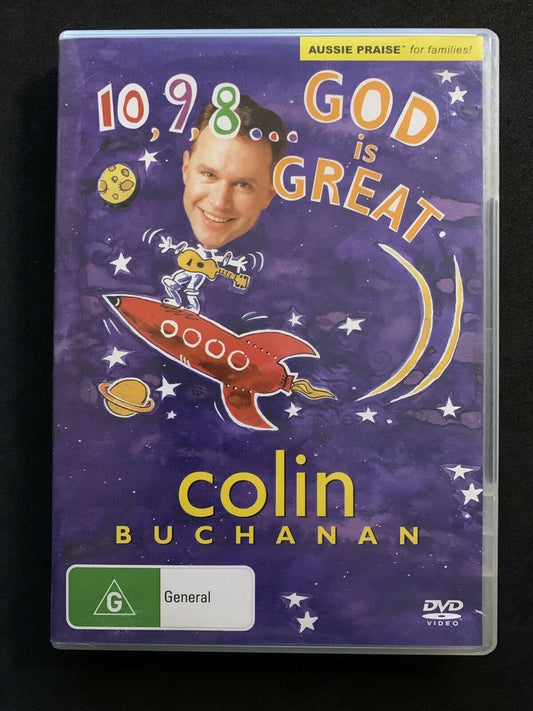 AUSSIE PRAISE™ for families!
10, 9, 8... GOD
is
GREAT
colin
BUCHANAN
G
General
DVD
VIDEO